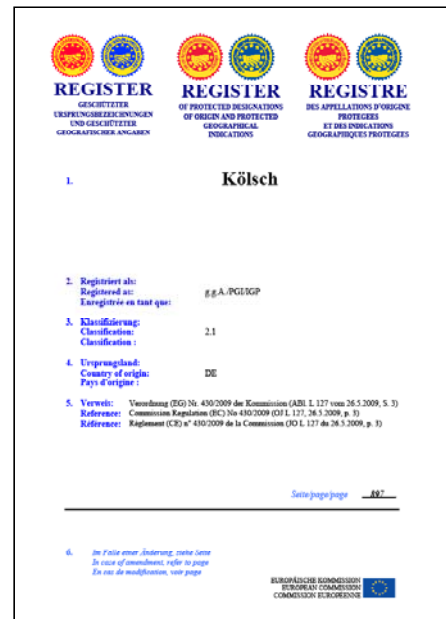 REGISTER
GESCHÜTZTER
URSPRUNGSBEZEICHNUNGEN
UND GESCHÜTZTER
GEOGRAFISCHER ANGABEN
REGISTER
OF PROTECTED DESIGNATIONS
OF ORIGIN AND PROTECTED
GEOGRAPHICAL
INDICATIONS
REGISTRE
DES APPELLATIONS D'ORIGINE
PROTEGEES
ET DES INDICATIONS
GEOGRAPHIQUES PROTEGEES
1. Kölsch
2. Registriert als:
Registered as: g.g.A./PGI/IGP
Enregistrée en tant que:
3. Klassifizierung:
Classification: 2.1
Classification :
4. Ursprungsland:
Country of origin: DE
Pays d'origine :
5. Verweis: Verordnung (EG) Nr. 430/2009 der Kommission (ABl. L 127 vom 26.5.2009, S. 3)
Reference: Commission Regulation (EC) No 430/2009 (OJ L 127, 26.5.2009, p. 3)
Référence: Règlement (CE) n° 430/2009 de la Commission (JO L 127 du 26.5.2009, p. 3)
Seite/page/page 897
6. Im Falle einer Änderung, siehe Seite
In case of amendment, refer to page
En cas de modification, voir page
EUROPÄISCHE KOMMISSION
EUROPEAN COMMISSION
COMMISSION EUROPÉENNE